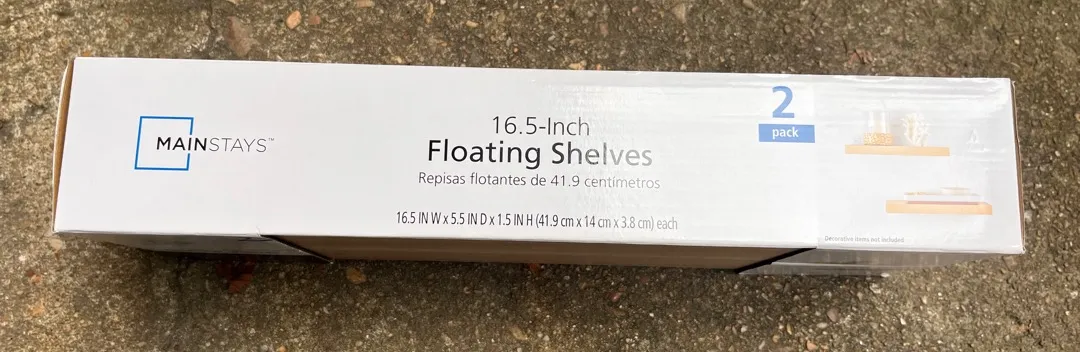 MAINSTAYS™
16.5-Inch
Floating Shelves
Repisas flotantes de 41.9 centímetros
16.5 IN W x 5.5 IN D x 1.5 IN H (41.9 cm x 14 cm x 3.8 cm) each
2
pack
Decorative items not included